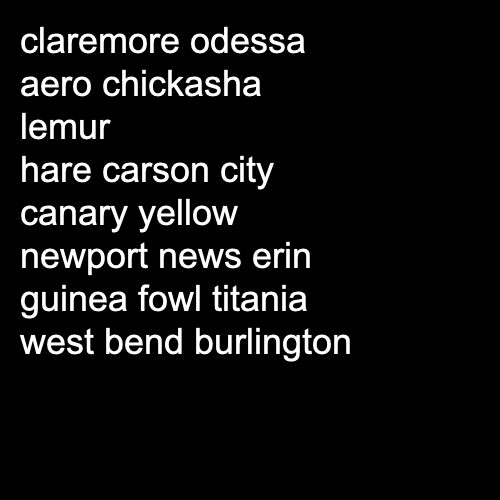 claremore odessa
aero chickasha
lemur
hare carson city
canary yellow
newport news erin
guinea fowl titania
west bend burlington